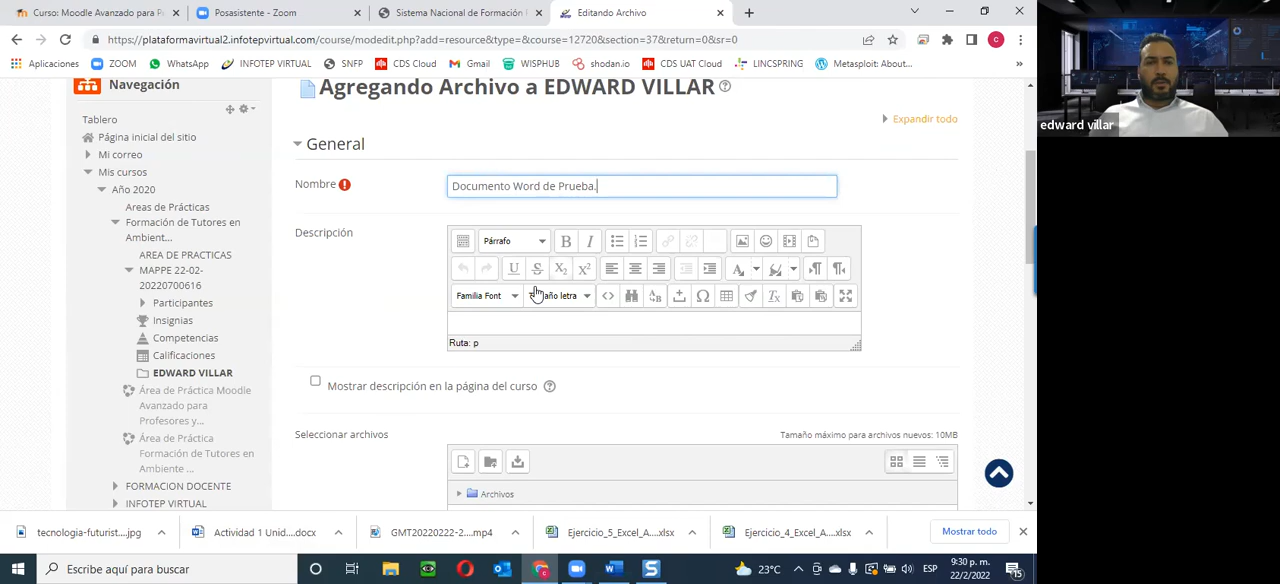 Curso: Moodle Avanzado para P
Posasistente - Zoom
Sistema Nacional de Formación
Editando Archivo
https://plataformavirtual2.infotepvirtual.com/course/modedit.php?add=resource&type=&course=12720&section=37&return=0&sr=0
Aplicaciones
ZOOM
WhatsApp
INFOTEP VIRTUAL
SNFP
CDS Cloud
Gmail
WISPHUB
shodan.io
CDS UAT Cloud
LINCSPRING
Metasploit: About...
Navegación
Tablero
Página inicial del sitio
Mi correo
Mis cursos
Año 2020
Areas de Prácticas
Formación de Tutores en
Ambient...
AREA DE PRACTICAS
MAPPE 22-02-
20220700616
Participantes
Insignias
Competencias
Calificaciones
EDWARD VILLAR
Área de Práctica Moodle
Avanzado para
Profesores y...
Área de Práctica
Formación de Tutores en
Ambiente ...
FORMACION DOCENTE
INFOTEP VIRTUAL
Agregando Archivo a EDWARD VILLAR
Expandir todo
General
Nombre
Documento Word de Prueba.
Descripción
Párrafo
Familia Font
año letra
Ruta: p
Mostrar descripción en la página del curso
Seleccionar archivos
Tamaño máximo para archivos nuevos: 10MB
Archivos
edward villar
tecnologia-futurist....jpg
Actividad 1 Unid....docx
GMT20220222-2....mp4
Ejercicio_5_Excel_A....xlsx
Ejercicio_4_Excel_A....xlsx
Mostrar todo
Escribe aquí para buscar
23°C
ESP
9:30 p. m.
22/2/2022
15